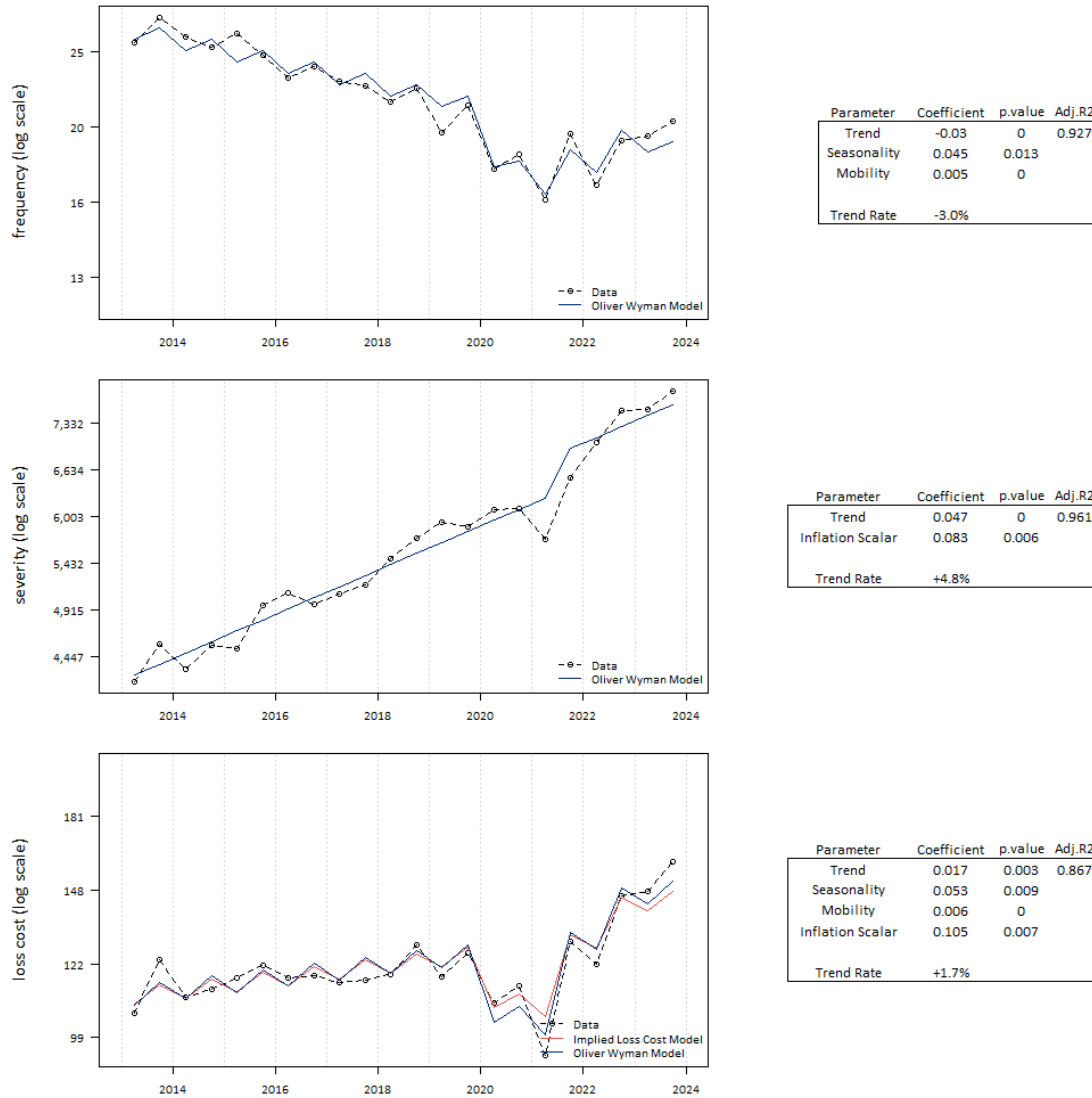 frequency (log scale)
25
20
16
13
Data
Oliver Wyman Model
2014 2016 2018 2020 2022 2024
Parameter Coefficient p.value Adj.R2
Trend -0.03 0 0.927
Seasonality 0.045 0.013
Mobility 0.005 0
Trend Rate -3.0%
severity (log scale)
7,332
6,634
6,003
5,432
4,915
4,447
Data
Oliver Wyman Model
2014 2016 2018 2020 2022 2024
Parameter Coefficient p.value Adj.R2
Trend 0.047 0 0.961
Inflation Scalar 0.083 0.006
Trend Rate +4.8%
loss cost (log scale)
181
148
122
99
Data
Implied Loss Cost Model
Oliver Wyman Model
2014 2016 2018 2020 2022 2024
Parameter Coefficient p.value Adj.R2
Trend 0.017 0.003 0.867
Seasonality 0.053 0.009
Mobility 0.006 0
Inflation Scalar 0.105 0.007
Trend Rate +1.7%